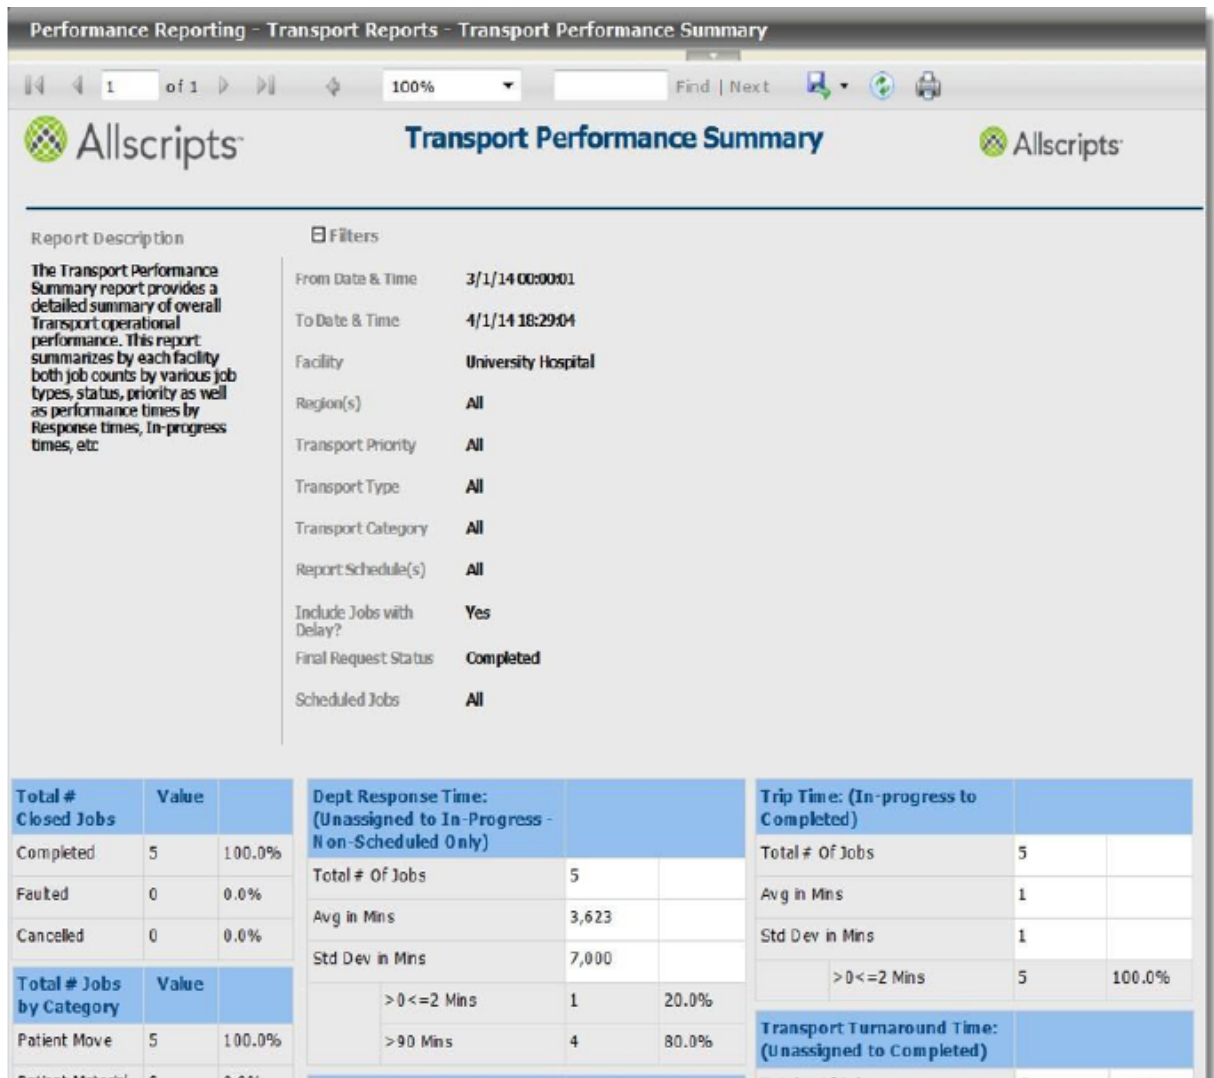 Performance Reporting - Transport Reports - Transport Performance Summary
1 of 1 100% Find | Next
Allscripts
Transport Performance Summary
Allscripts
Report Description
The Transport Performance
Summary report provides a
detailed summary of overall
Transport operational
performance. This report
summarizes by each facility
both job counts by various job
types, status, priority as well
as performance times by
Response times, In-progress
times, etc
Filters
From Date & Time 3/1/14 00:00:01
To Date & Time 4/1/14 18:29:04
Facility University Hospital
Region(s) All
Transport Priority All
Transport Type All
Transport Category All
Report Schedule(s) All
Include Jobs with Yes
Delay?
Final Request Status Completed
Scheduled Jobs All
Total # Value
Closed Jobs
Completed 5 100.0%
Faulted 0 0.0%
Cancelled 0 0.0%
Total # Jobs Value
by Category
Patient Move 5 100.0%
Dept Response Time:
(Unassigned to In-Progress -
Non-Scheduled Only)
Total # Of Jobs 5
Avg in Mins 3,623
Std Dev in Mins 7,000
>0<=2 Mins 1 20.0%
>90 Mins 4 80.0%
Trip Time: (In-progress to
Completed)
Total # Of Jobs 5
Avg in Mins 1
Std Dev in Mins 1
>0<=2 Mins 5 100.0%
Transport Turnaround Time:
(Unassigned to Completed)